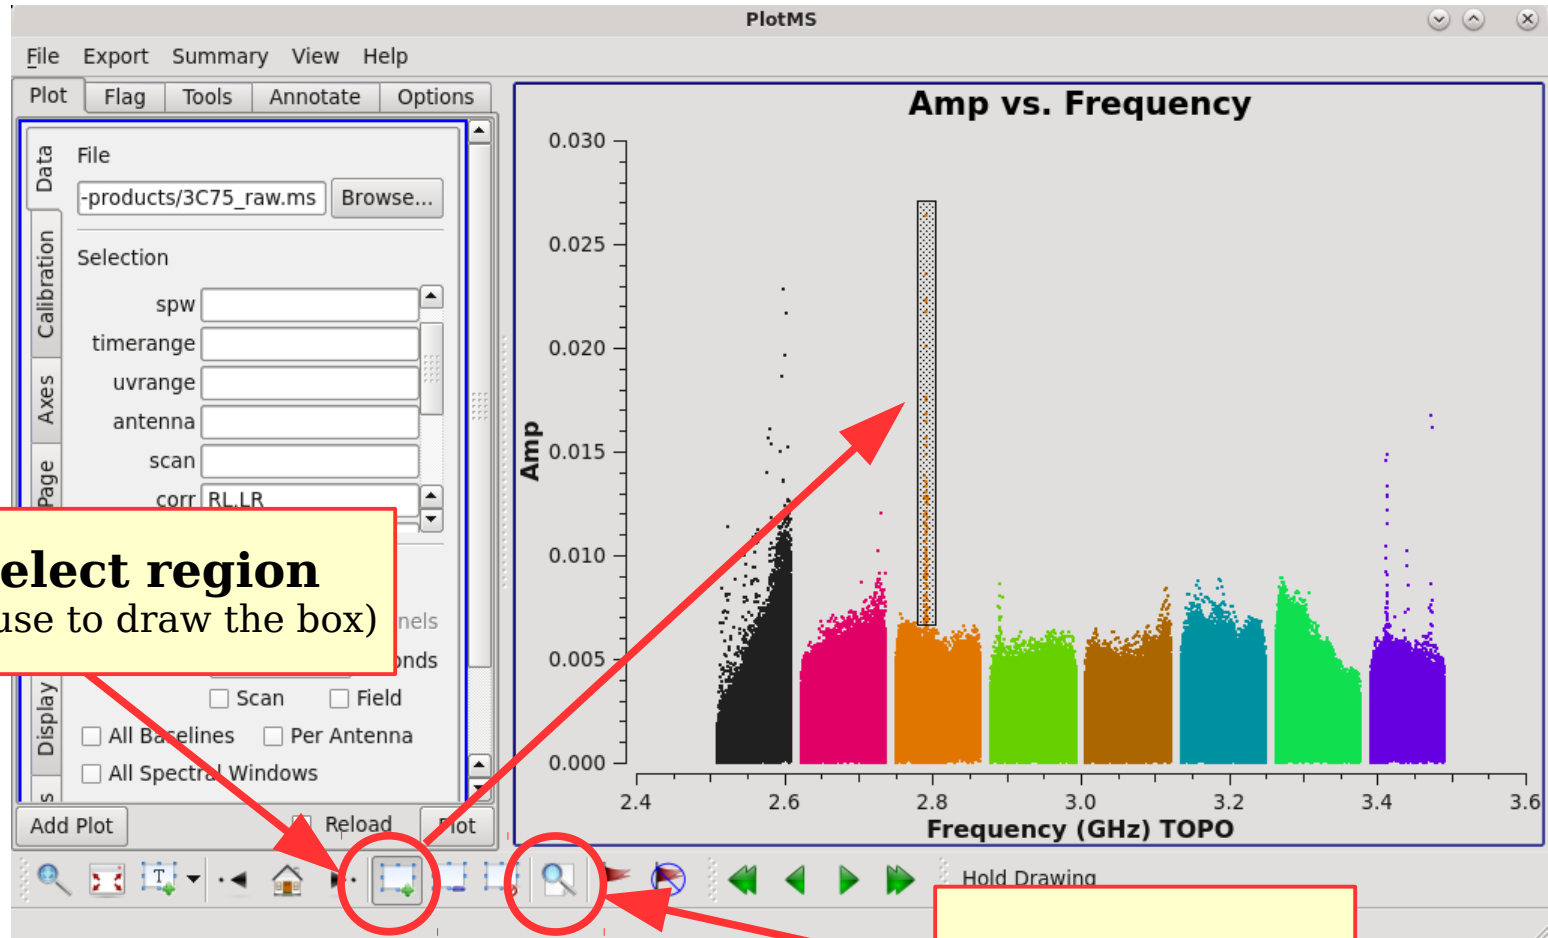 PlotMS
File Export Summary View Help
Plot Flag Tools Annotate Options
Data
Calibration
Axes
Page
Display
File
-products/3C75_raw.ms Browse...
Selection
spw
timerange
uvrange
antenna
scan
corr RL,LR
elect region
use to draw the box)
nels
onds
Scan Field
All Baselines Per Antenna
All Spectral Windows
Add Plot Reload Plot
Amp vs. Frequency
0.030
0.025
0.020
0.015
0.010
0.005
0.000
Amp
2.4 2.6 2.8 3.0 3.2 3.4 3.6
Frequency (GHz) TOPO
T
Hold Drawing